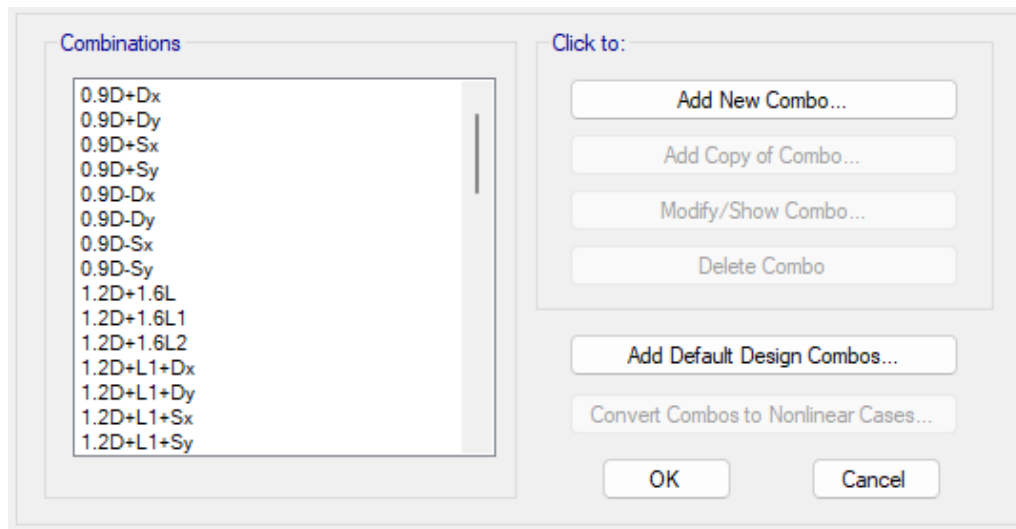 Combinations
0.9D+Dx
0.9D+Dy
0.9D+Sx
0.9D+Sy
0.9D-Dx
0.9D-Dy
0.9D-Sx
0.9D-Sy
1.2D+1.6L
1.2D+1.6L1
1.2D+1.6L2
1.2D+L1+Dx
1.2D+L1+Dy
1.2D+L1+Sx
1.2D+L1+Sy
Click to:
Add New Combo...
Add Copy of Combo...
Modify/Show Combo...
Delete Combo
Add Default Design Combos...
Convert Combos to Nonlinear Cases...
OK
Cancel